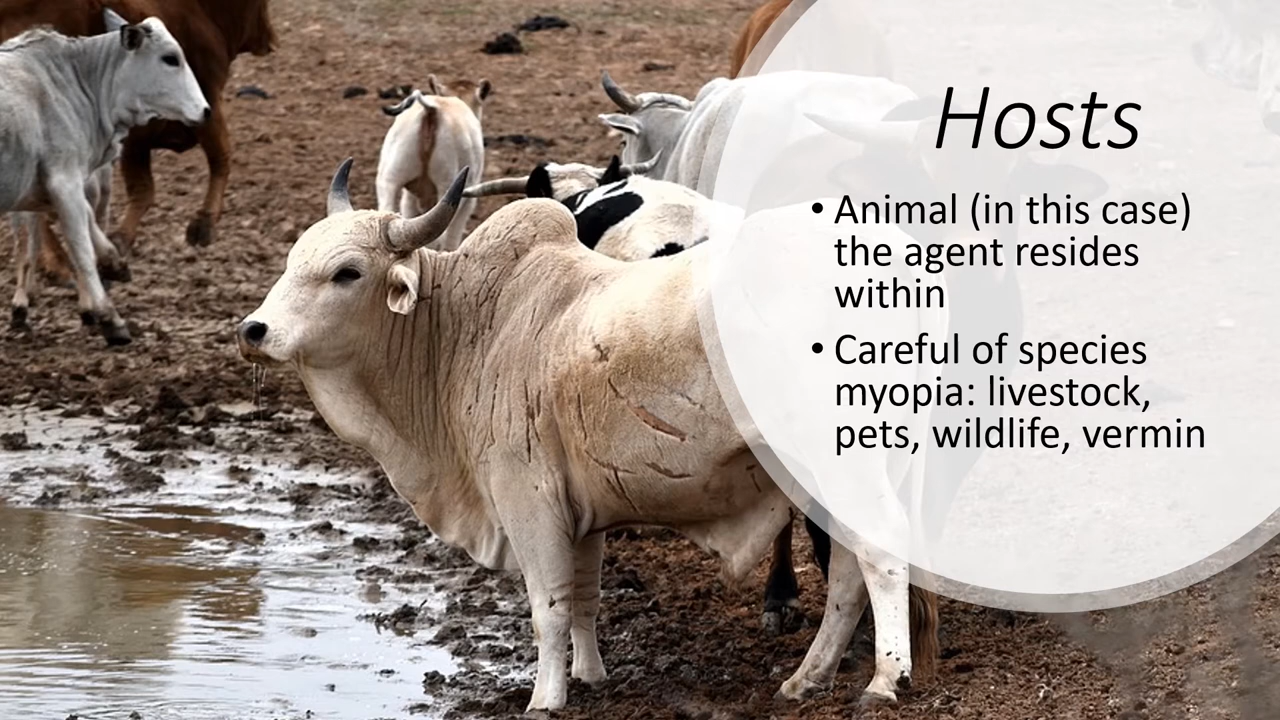 Hosts
• Animal (in this case)
the agent resides
within
• Careful of species
myopia: livestock,
pets, wildlife, vermin